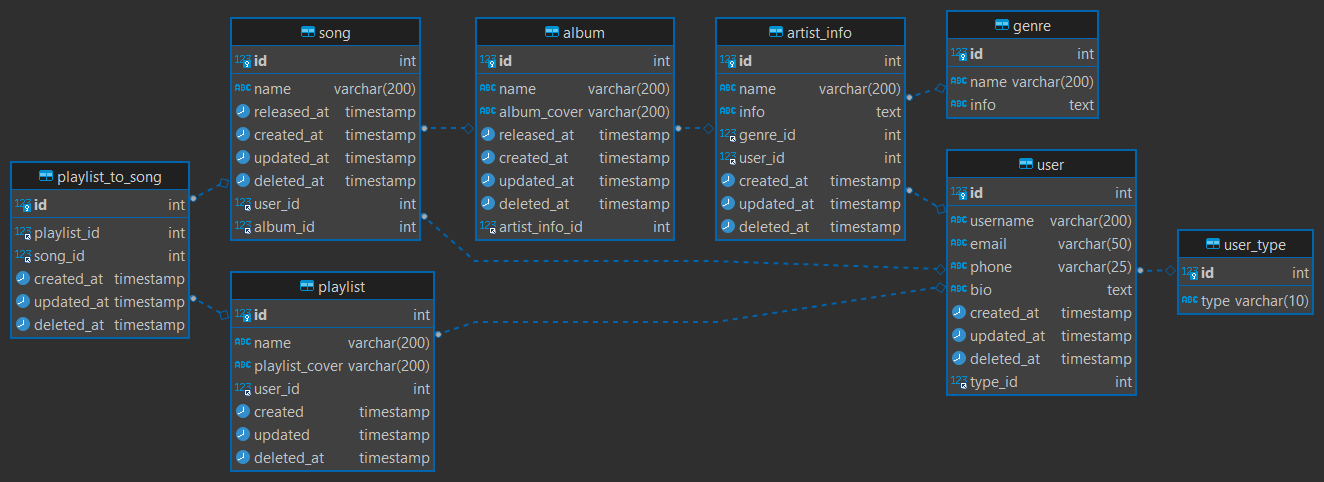 song
id int
name varchar(200)
released_at timestamp
created_at timestamp
updated_at timestamp
deleted_at timestamp
user_id int
album_id int
album
id int
name varchar(200)
album_cover varchar(200)
released_at timestamp
created_at timestamp
updated_at timestamp
deleted_at timestamp
artist_info_id int
artist_info
id int
name varchar(200)
info text
genre_id int
user_id int
created_at timestamp
updated_at timestamp
deleted_at timestamp
genre
id int
name varchar(200)
info text
playlist_to_song
id int
playlist_id int
song_id int
created_at timestamp
updated_at timestamp
deleted_at timestamp
playlist
id int
name varchar(200)
playlist_cover varchar(200)
user_id int
created timestamp
updated timestamp
deleted_at timestamp
user
id int
username varchar(200)
email varchar(50)
phone varchar(25)
bio text
created_at timestamp
updated_at timestamp
deleted_at timestamp
type_id int
user_type
id int
type varchar(10)